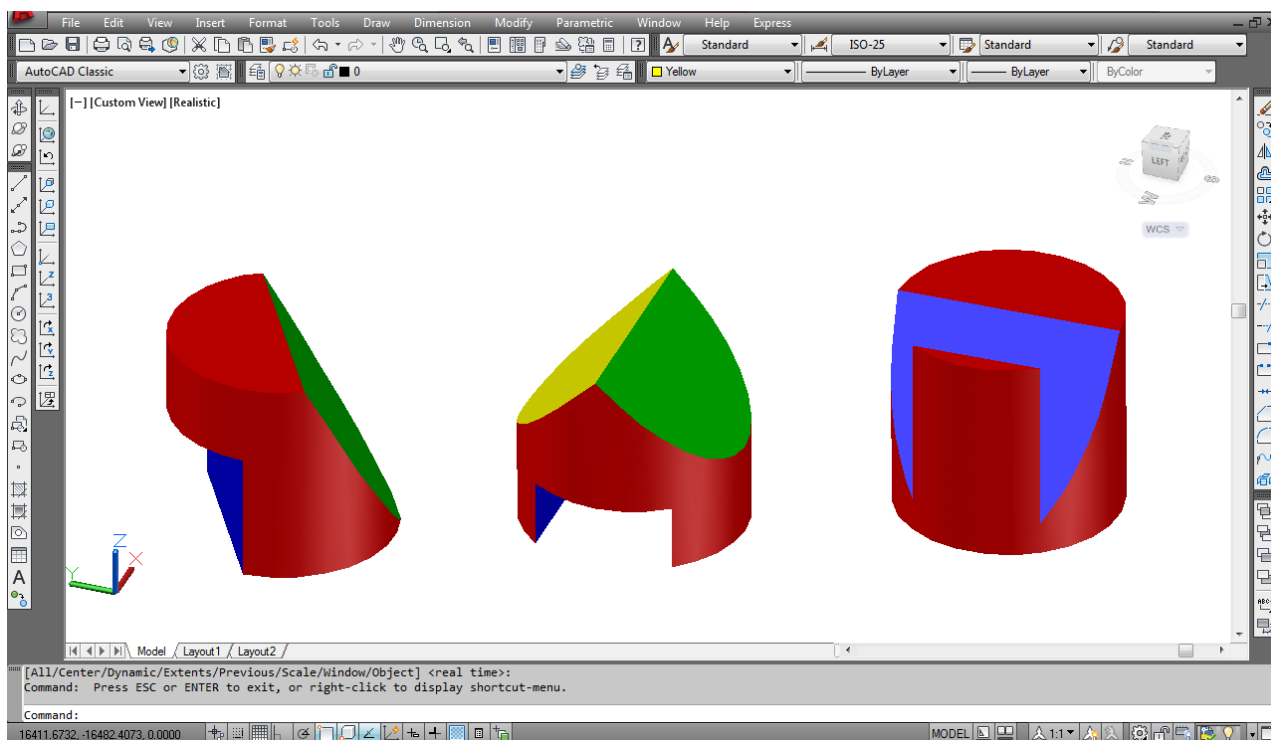 File Edit View Insert Format Tools Draw Dimension Modify Parametric Window Help Express
Standard ISO-25 Standard Standard
AutoCAD Classic 0 Yellow ByLayer ByLayer ByColor
[−] [Custom View] [Realistic]
LEFT
WCS
Z
X
Y
Model Layout1 Layout2
[All/Center/Dynamic/Extents/Previous/Scale/Window/Object] <real time>:
Command: Press ESC or ENTER to exit, or right-click to display shortcut-menu.
Command:
16411.6732, -16482.4073, 0.0000 MODEL 1:1